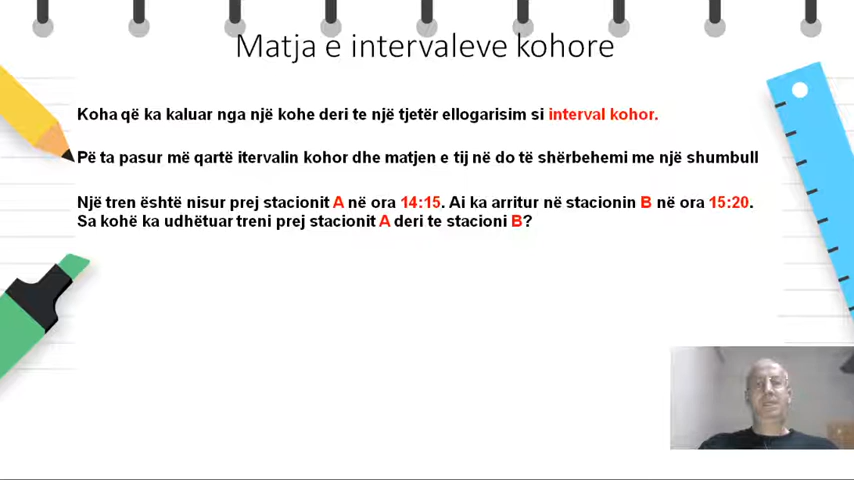 Matja e intervaleve kohore
Koha që ka kaluar nga një kohe deri te një tjetër ellogarisim si interval kohor.
Pë ta pasur më qartë itervalin kohor dhe matjen e tij në do të shërbehemi me një shumbull
Një tren është nisur prej stacionit A në ora 14:15. Ai ka arritur në stacionin B në ora 15:20.
Sa kohë ka udhëtuar treni prej stacionit A deri te stacioni B?